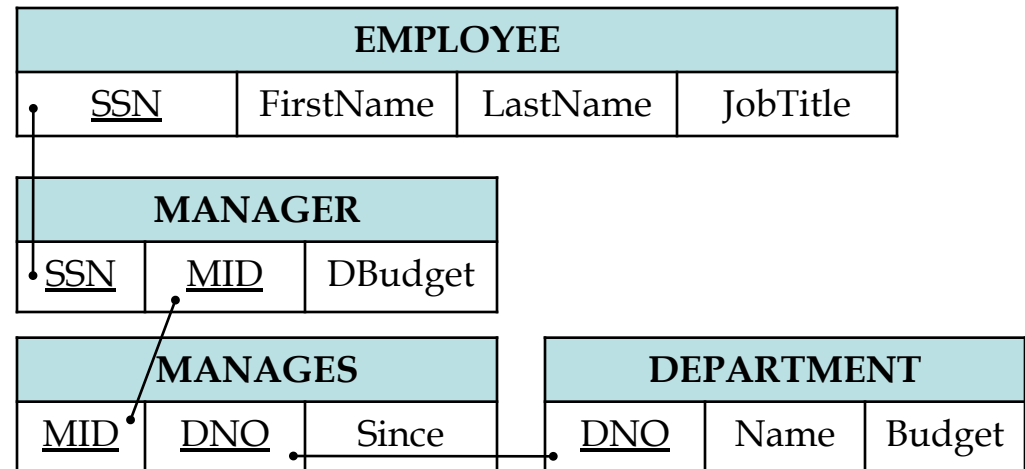 EMPLOYEE
SSN FirstName LastName JobTitle
MANAGER
SSN MID DBudget
MANAGES DEPARTMENT
MID DNO Since DNO Name Budget